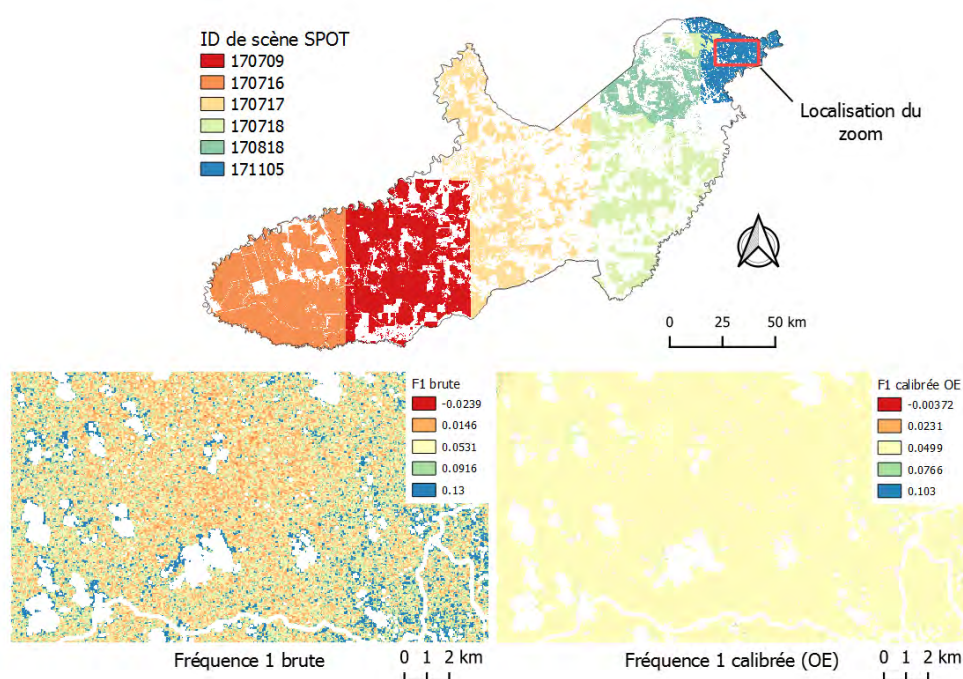 ID de scène SPOT
170709
170716
170717
170718
170818
171105
Localisation du
zoom
0 25 50 km
F1 brute
-0.0239
0.0146
0.0531
0.0916
0.13
F1 calibrée OE
-0.00372
0.0231
0.0499
0.0766
0.103
Fréquence 1 brute
0 1 2 km
Fréquence 1 calibrée (OE)
0 1 2 km